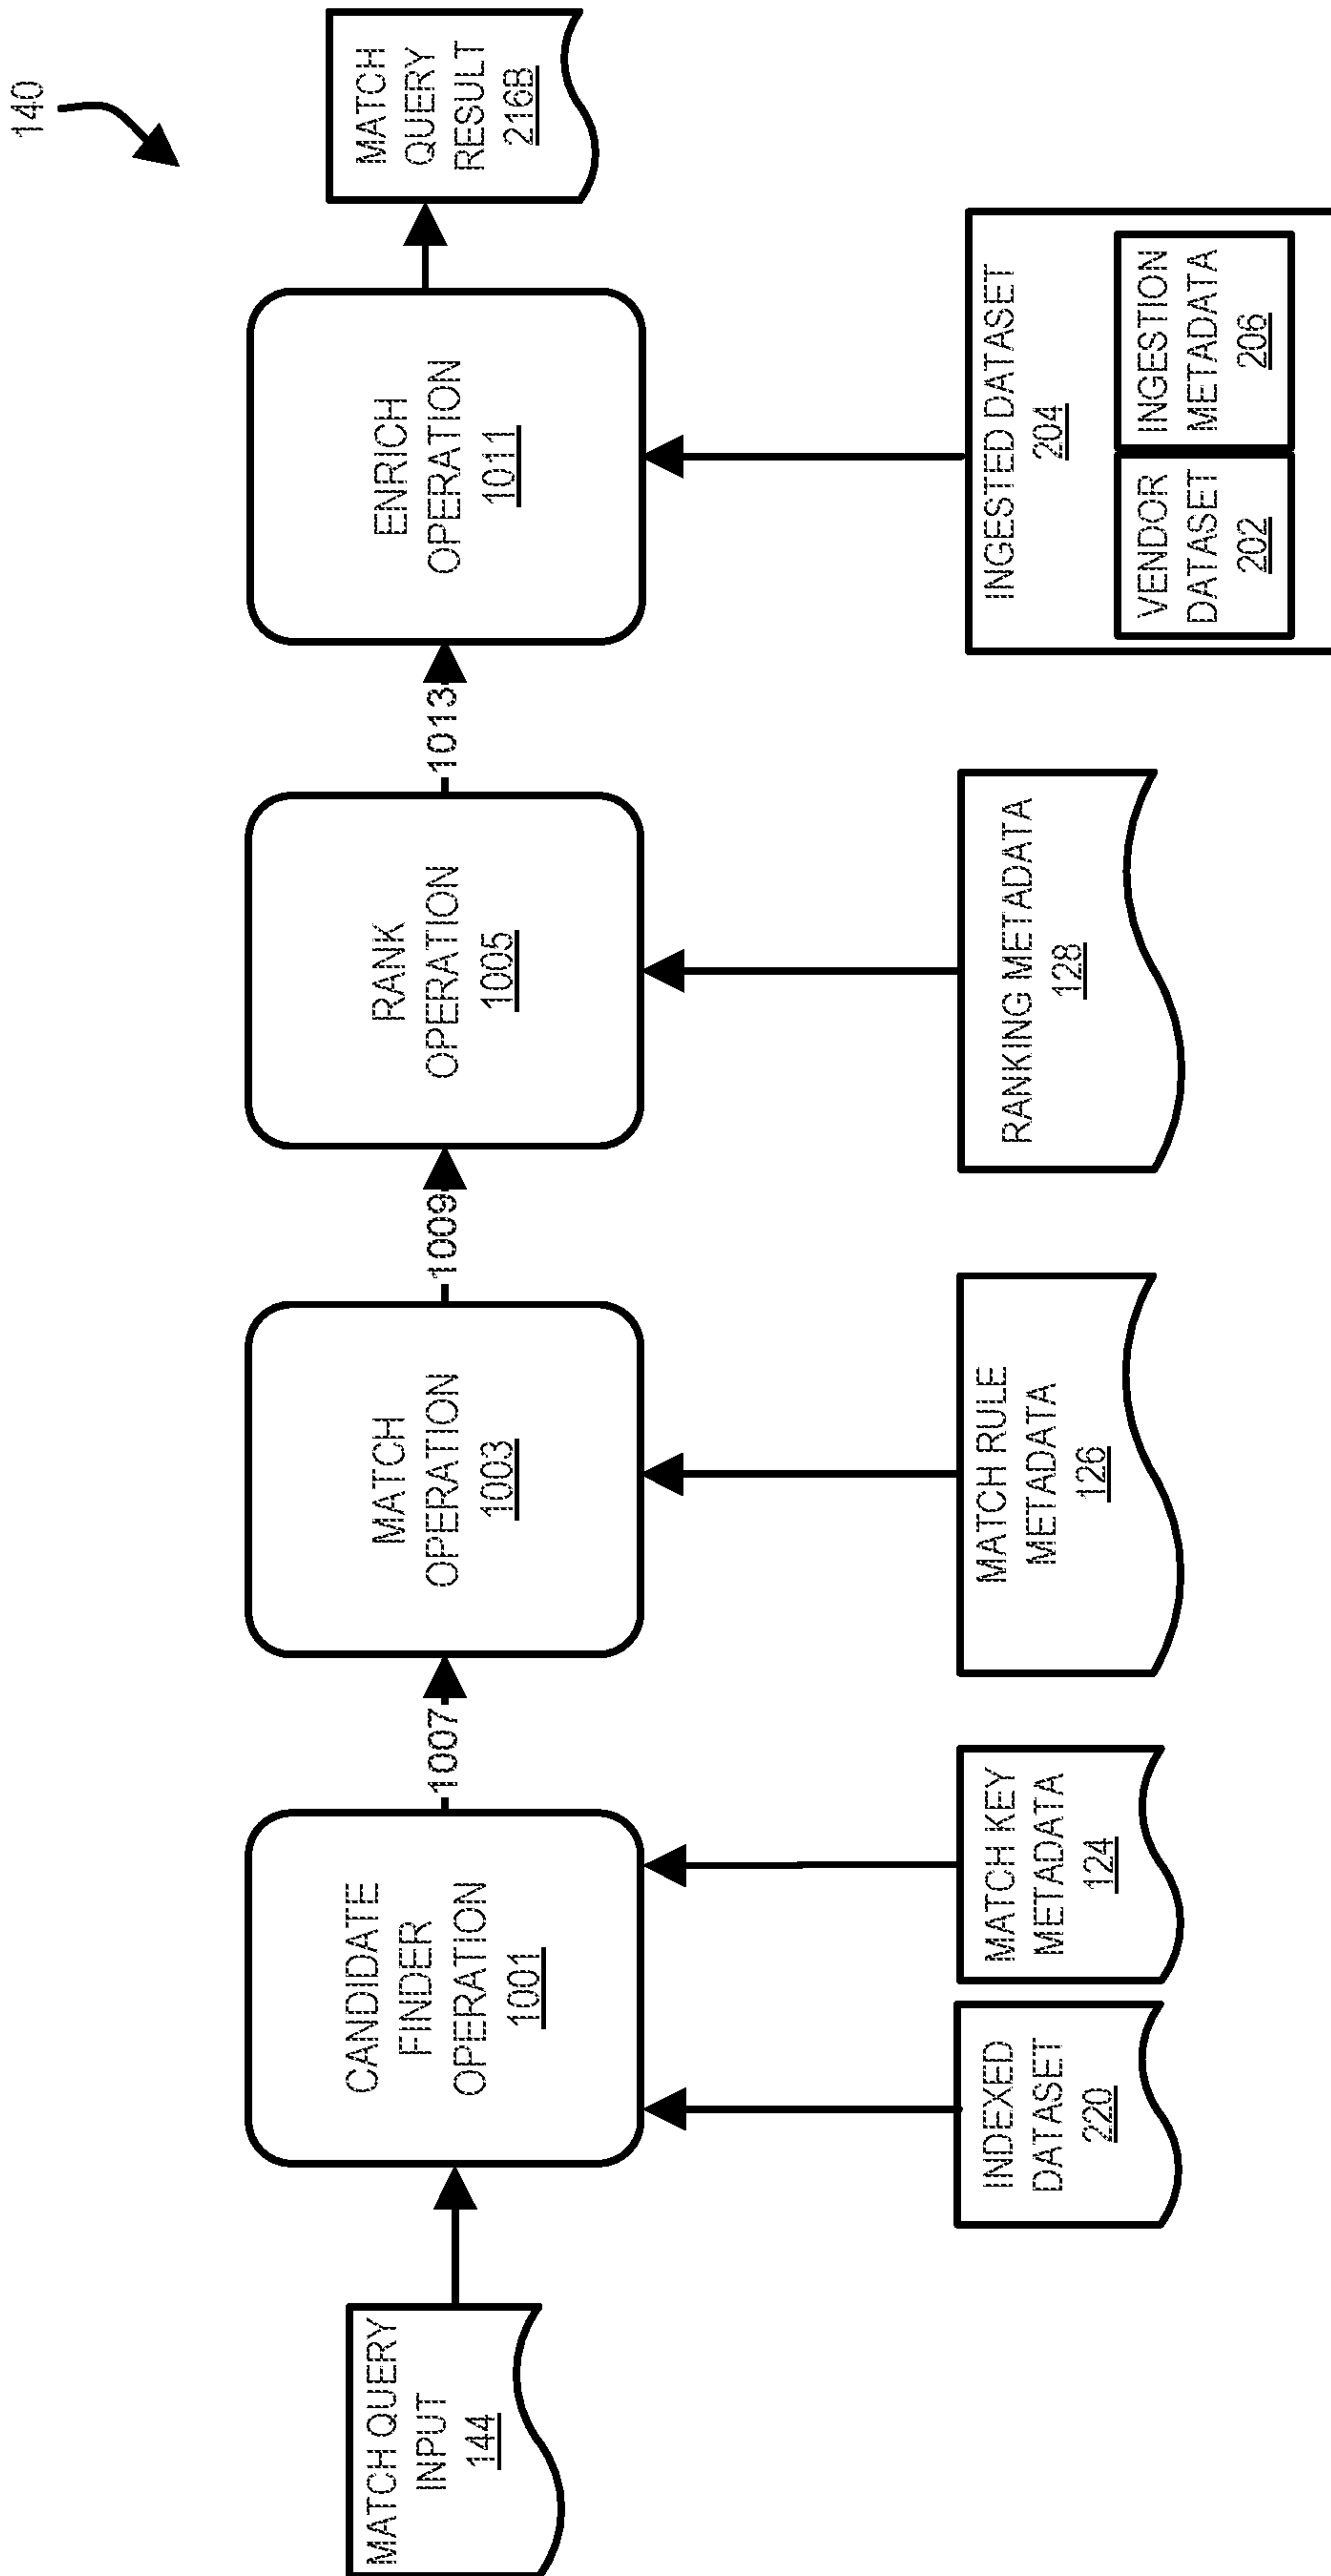 140
MATCH QUERY
INPUT
144
CANDIDATE
FINDER
OPERATION
1001
1007
MATCH
OPERATION
1003
1009
RANK
OPERATION
1005
1013
ENRICH
OPERATION
1011
MATCH
QUERY
RESULT
216B
INDEXED
DATASET
220
MATCH KEY
METADATA
124
MATCH RULE
METADATA
126
RANKING METADATA
128
INGESTED DATASET
204
VENDOR
DATASET
202
INGESTION
METADATA
206